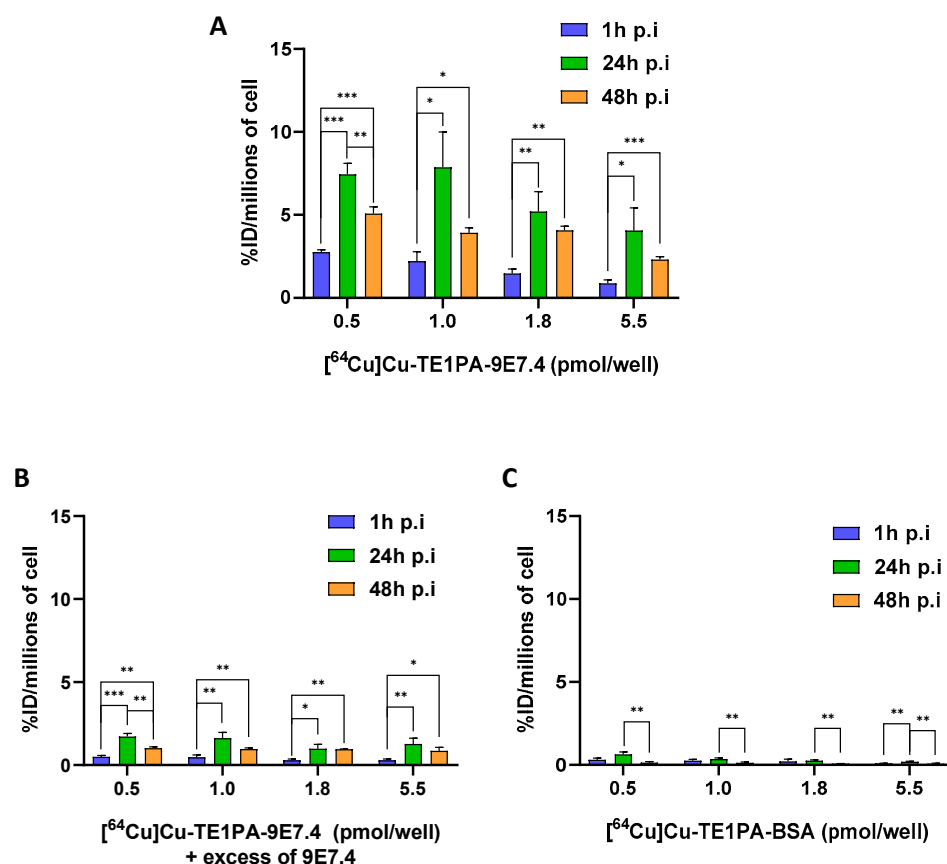 A
1h p.i
24h p.i
48h p.i
%ID/millions of cell
15
10
5
0
*** *** **
* *
** **
*** *
0.5 1.0 1.8 5.5
[⁶⁴Cu]Cu-TE1PA-9E7.4 (pmol/well)
B
1h p.i
24h p.i
48h p.i
%ID/millions of cell
15
10
5
0
** *** **
** **
** *
* **
0.5 1.0 1.8 5.5
[⁶⁴Cu]Cu-TE1PA-9E7.4 (pmol/well)
+ excess of 9E7.4
C
1h p.i
24h p.i
48h p.i
%ID/millions of cell
15
10
5
0
** ** ** ** **
0.5 1.0 1.8 5.5
[⁶⁴Cu]Cu-TE1PA-BSA (pmol/well)